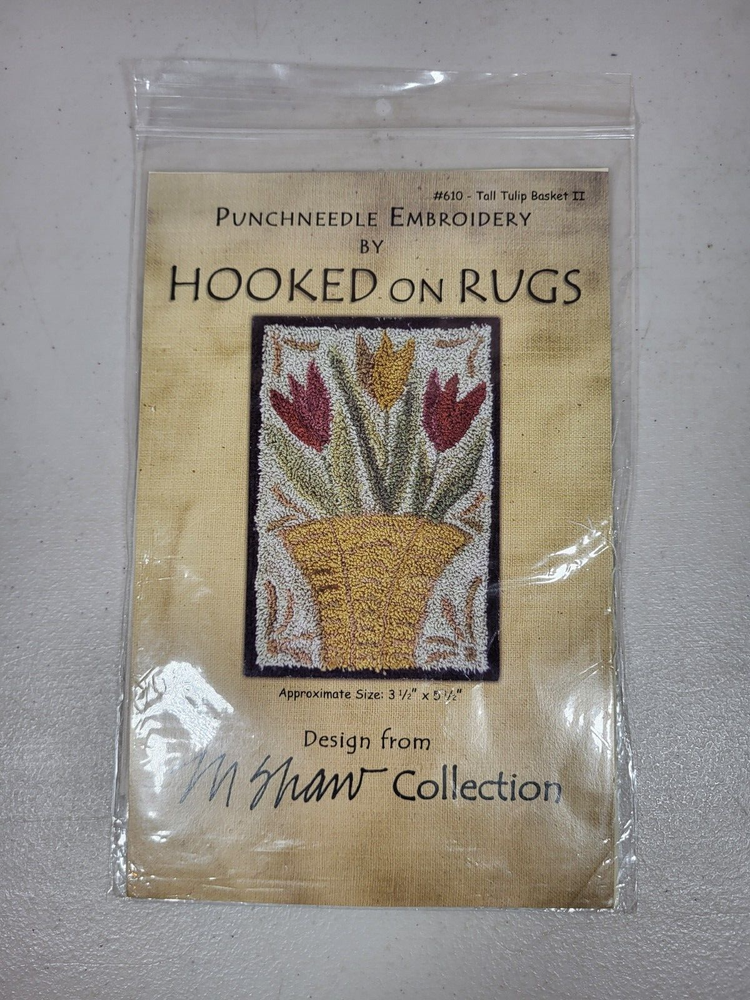 #610 - Tall Tulip Basket II
PUNCHNEEDLE EMBROIDERY
BY
HOOKED ON RUGS
Approximate Size: 3 ½" x 5 ½"
Design from
M Shaw Collection